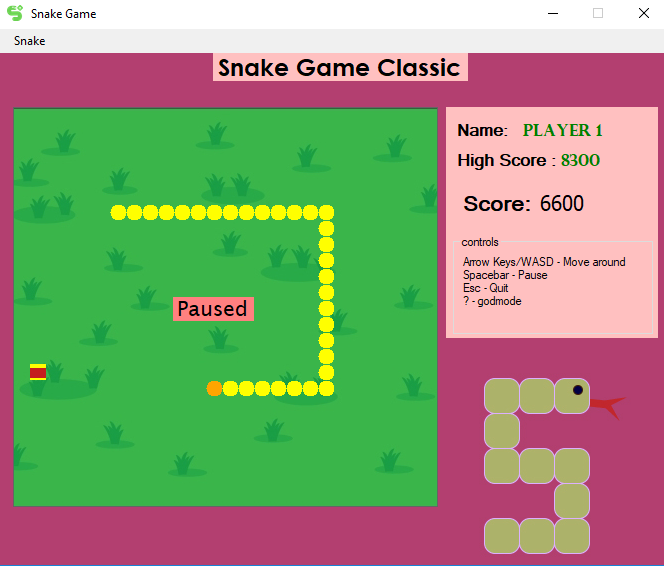 Snake Game
Snake
Snake Game Classic
Name: PLAYER 1
High Score : 8300
Score: 6600
controls
Arrow Keys/WASD - Move around
Spacebar - Pause
Esc - Quit
? - godmode
Paused